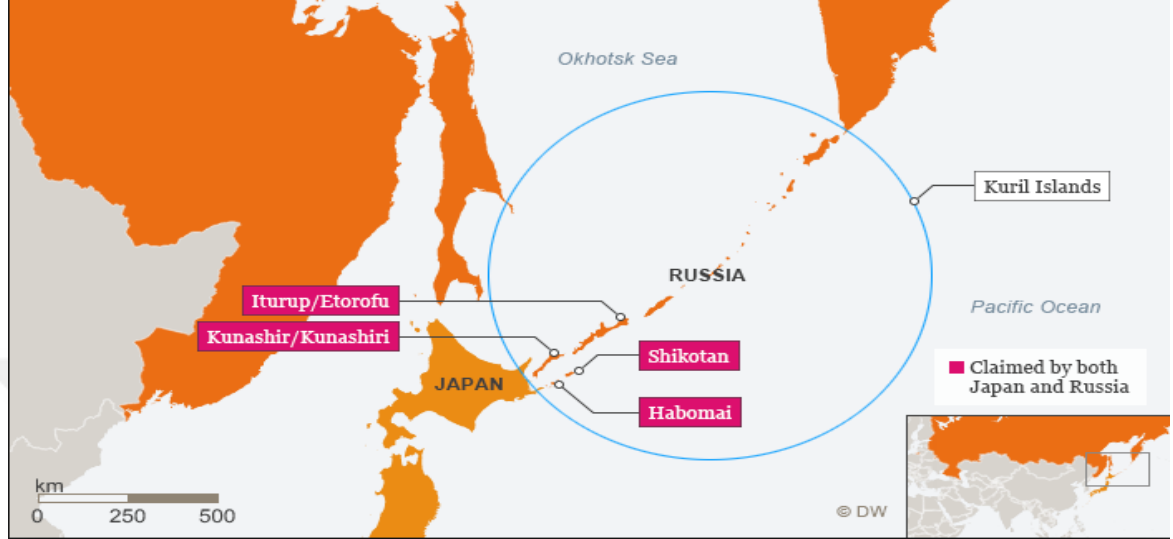 Okhotsk Sea
Kuril Islands
RUSSIA
Iturup/Etorofu
Pacific Ocean
Kunashir/Kunashiri
Shikotan
Claimed by both
Japan and Russia
JAPAN
Habomai
km
0 250 500
© DW